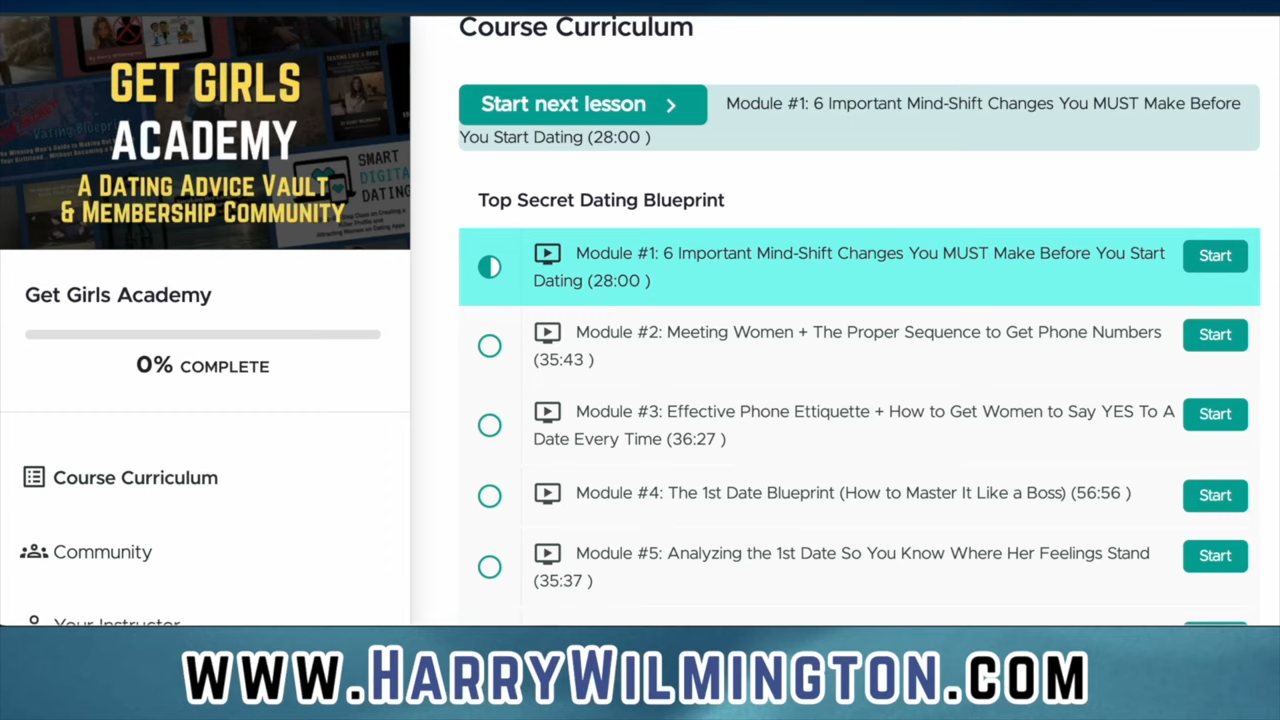 GET GIRLS
ACADEMY
A DATING ADVICE VAULT
& MEMBERSHIP COMMUNITY
SMART
DIGITA
DATING
Get Girls Academy
0% COMPLETE
Course Curriculum
Community
Your Instructor
Course Curriculum
Start next lesson
Module #1: 6 Important Mind-Shift Changes You MUST Make Before
You Start Dating (28:00 )
Top Secret Dating Blueprint
Module #1: 6 Important Mind-Shift Changes You MUST Make Before You Start
Dating (28:00 )
Start
Module #2: Meeting Women + The Proper Sequence to Get Phone Numbers
(35:43 )
Start
Module #3: Effective Phone Ettiquette + How to Get Women to Say YES To A
Date Every Time (36:27 )
Start
Module #4: The 1st Date Blueprint (How to Master It Like a Boss) (56:56 )
Start
Module #5: Analyzing the 1st Date So You Know Where Her Feelings Stand
(35:37 )
Start
www.HarryWilmington.com